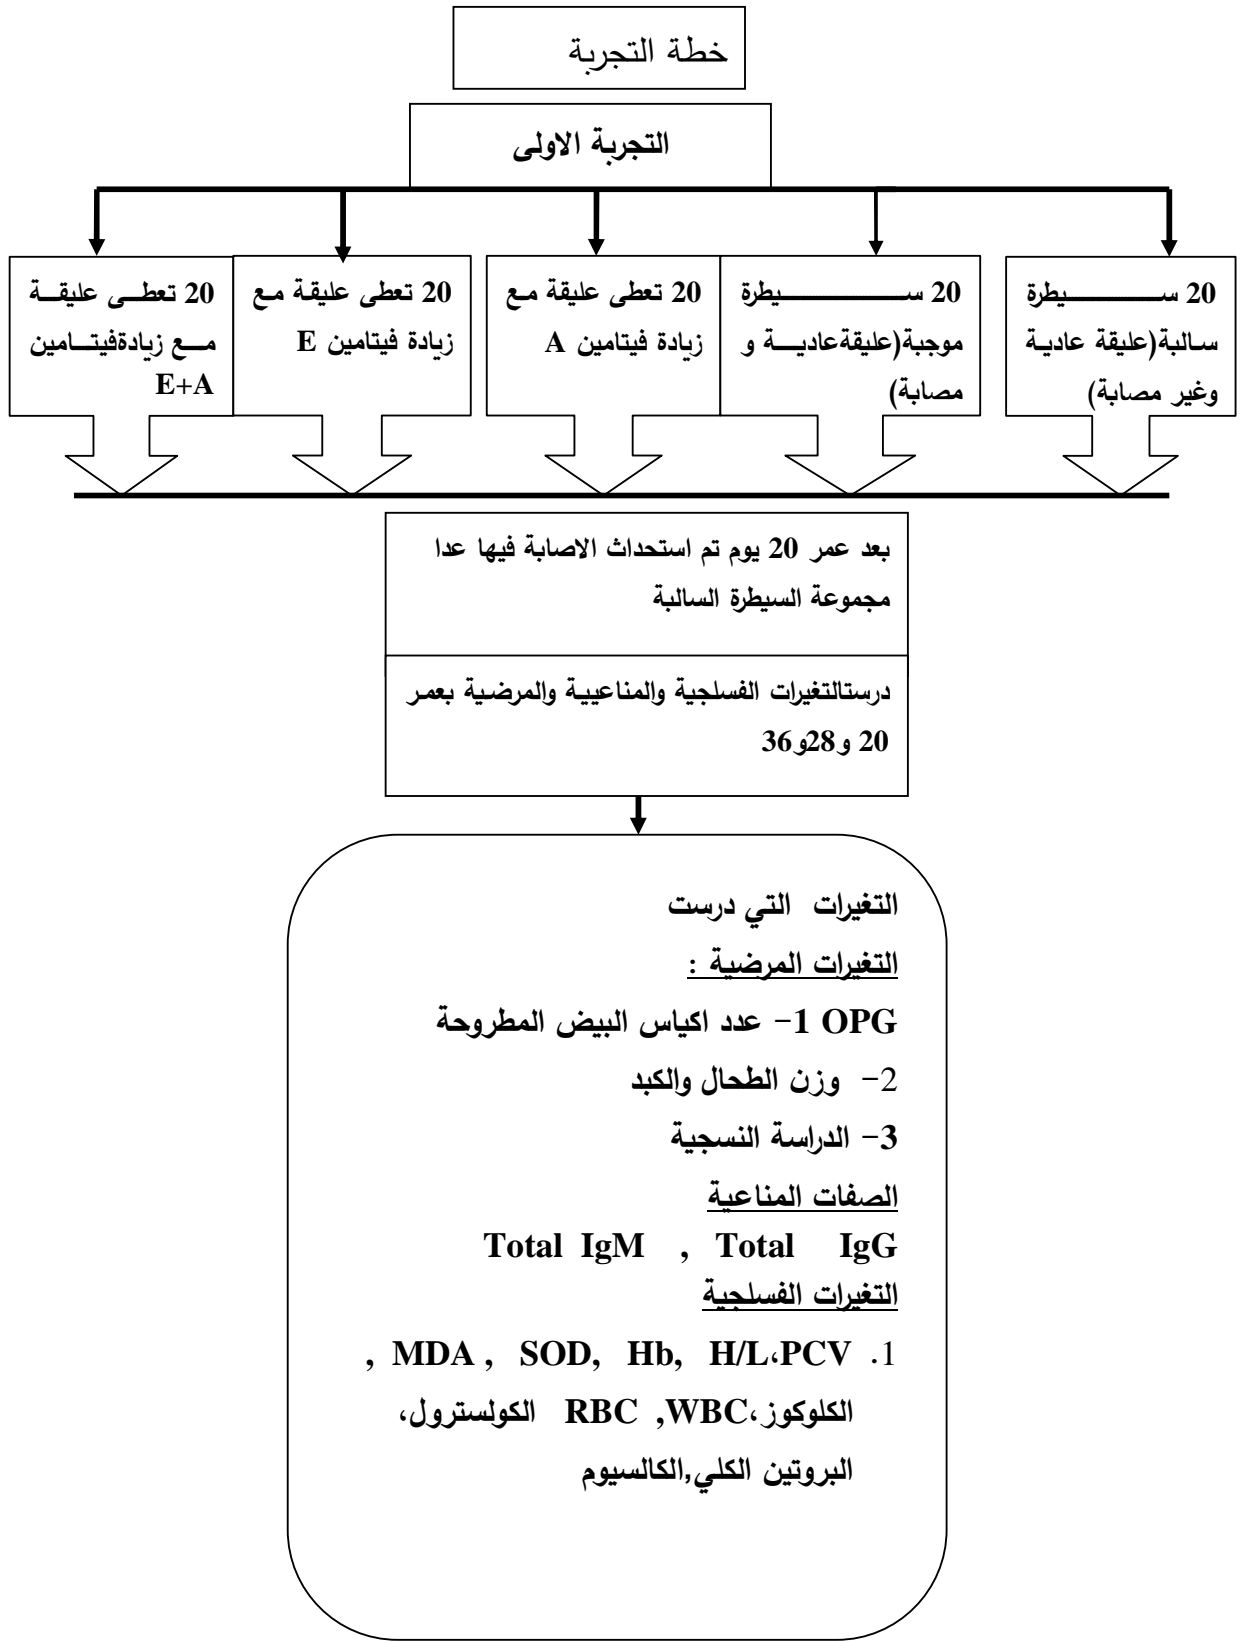 خطة التجربة
التجربة الاولى
20 سيطرة
سالبة(عليقة عادية
وغير مصابة)
20 سيطرة
موجبة(عليقةعادية و
مصابة)
20 تعطى عليقة مع
زيادة فيتامين A
20 تعطى عليقة مع
زيادة فيتامين E
20 تعطى عليقة
مع زيادةفيتامين
E+A
بعد عمر 20 يوم تم استحداث الاصابة فيها عدا
مجموعة السيطرة السالبة
درستالتغيرات الفسلجية والمناعييية والمرضية بعمر
20 و28و36
التغيرات التي درست
التغيرات المرضية :
OPG 1- عدد اكياس البيض المطروحة
2- وزن الطحال والكبد
3- الدراسة النسجية
الصفات المناعية
Total IgM , Total IgG
التغيرات الفسلجية
1. PCV،H/L ,Hb ,SOD , MDA ,
الكلوكوز،WBC, RBC الكولسترول،
البروتين الكلي,الكالسيوم